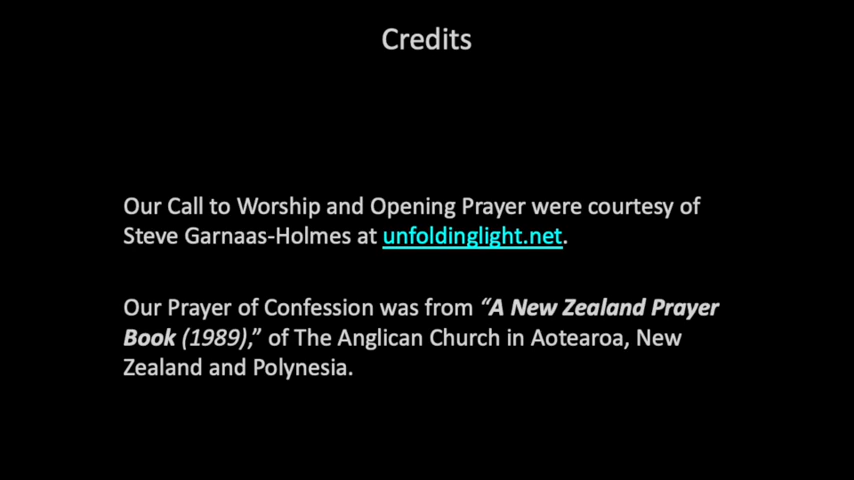 Credits
Our Call to Worship and Opening Prayer were courtesy of
Steve Garnaas-Holmes at unfoldinglight.net.
Our Prayer of Confession was from “A New Zealand Prayer
Book (1989),” of The Anglican Church in Aotearoa, New
Zealand and Polynesia.